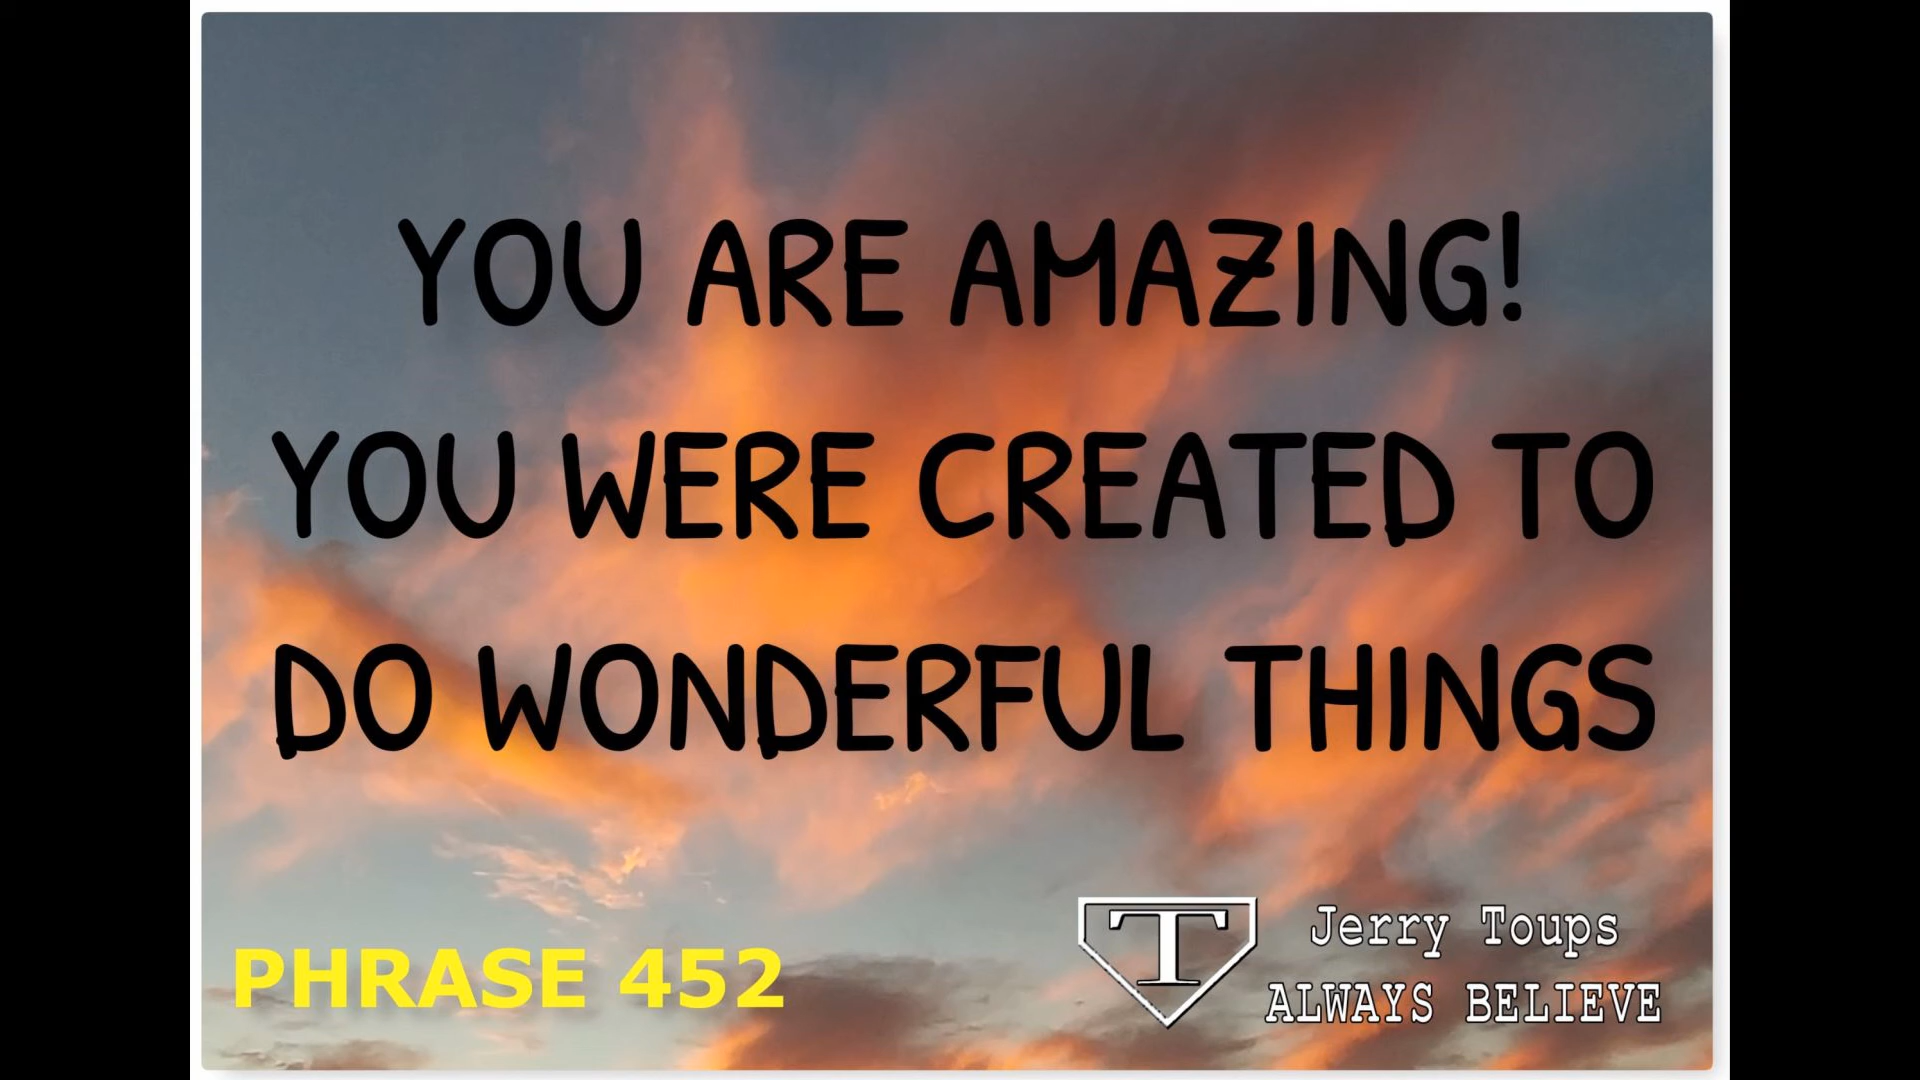 YOU ARE AMAZING!
YOU WERE CREATED TO
DO WONDERFUL THINGS
PHRASE 452
T
Jerry Toups
ALWAYS BELIEVE